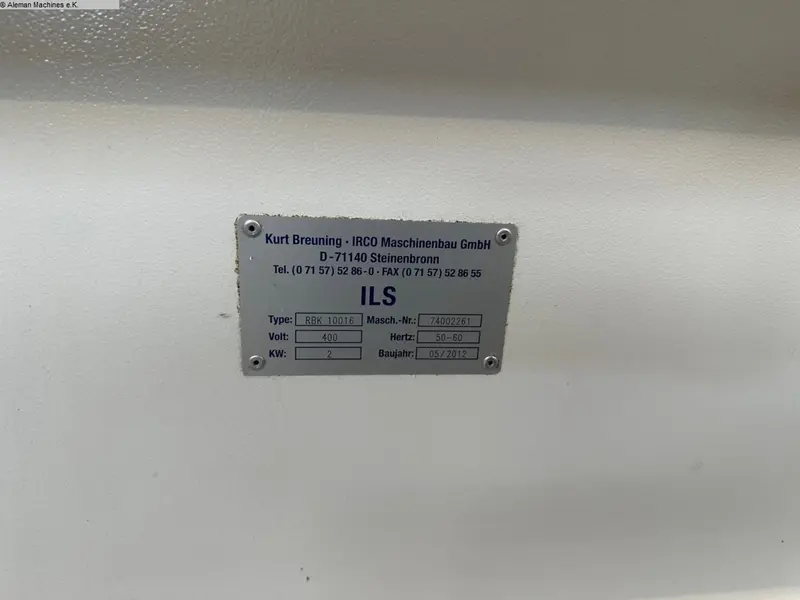 © Aleman Machines e.K.
Kurt Breuning · IRCO Maschinenbau GmbH
D-71140 Steinenbronn
Tel. (0 71 57) 52 86-0 · FAX (0 71 57) 52 86 55
ILS
Type: RBK 10016 Masch.-Nr.: 74002261
Volt: 400 Hertz: 50-60
KW: 2 Baujahr: 05/2012